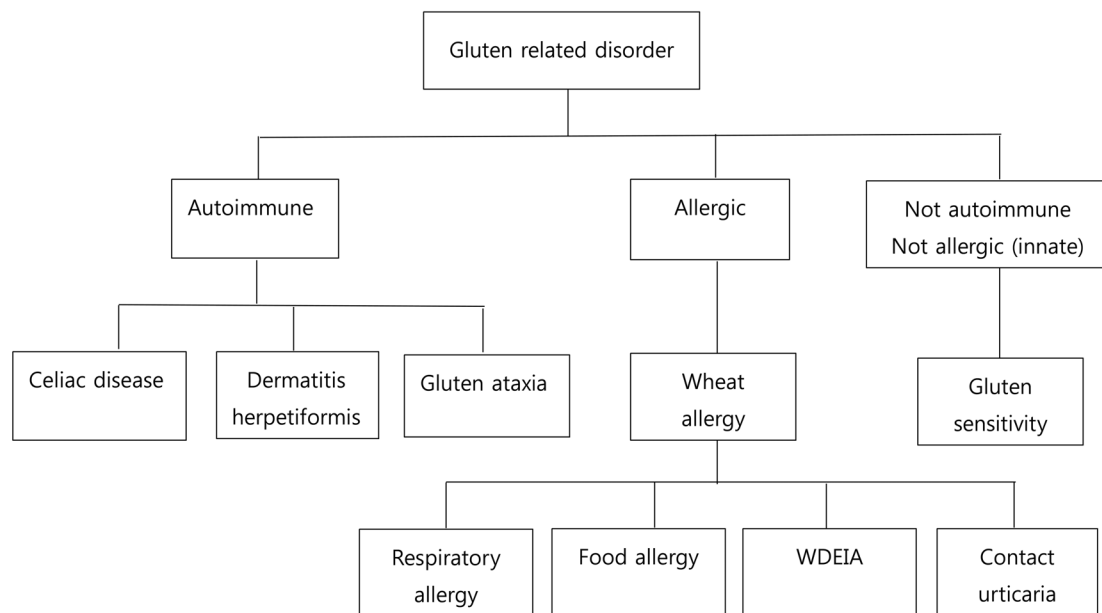 Gluten related disorder
Autoimmune
Allergic
Not autoimmune
Not allergic (innate)
Celiac disease
Dermatitis
herpetiformis
Gluten ataxia
Wheat
allergy
Gluten
sensitivity
Respiratory
allergy
Food allergy
WDEIA
Contact
urticaria